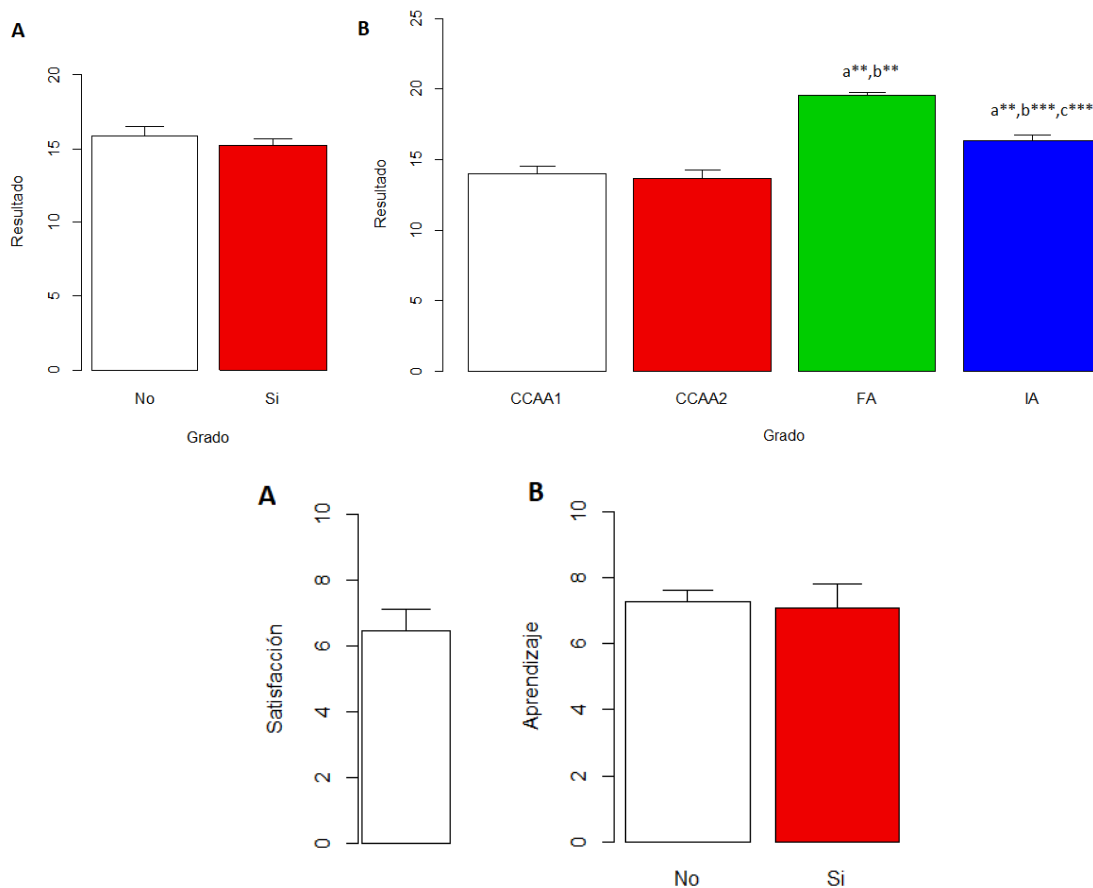 A
Resultado
20
15
10
5
0
No
Si
Grado
B
Resultado
25
20
15
10
5
0
a**,b**
a**,b***,c***
CCAA1
CCAA2
FA
IA
Grado
A
Satisfacción
10
8
6
4
2
0
B
Aprendizaje
10
8
6
4
2
0
No
Si